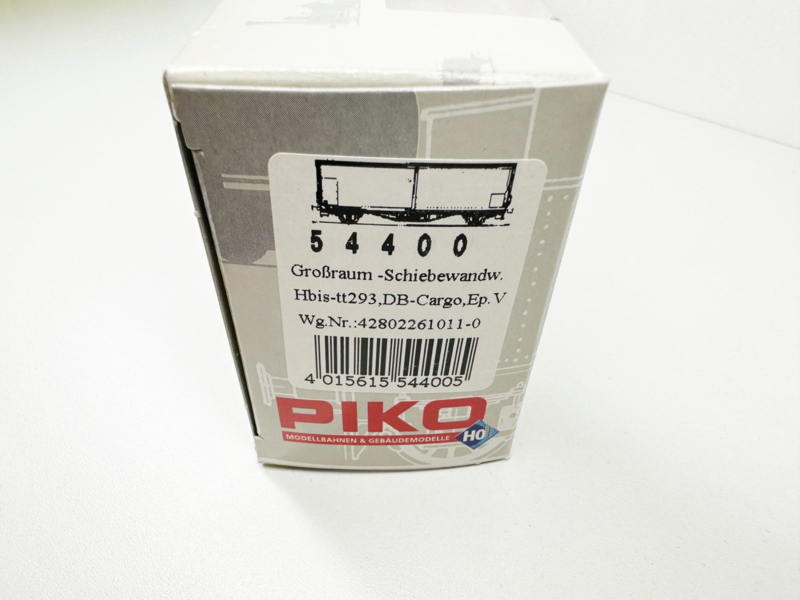 54400
Großraum -Schiebewandw.
Hbis-tt293,DB-Cargo,Ep.V
Wg.Nr.:42802261011-0
4 015615 544005
PIKO
MODELLBAHNEN & GEBÄUDEMODELLE
H0